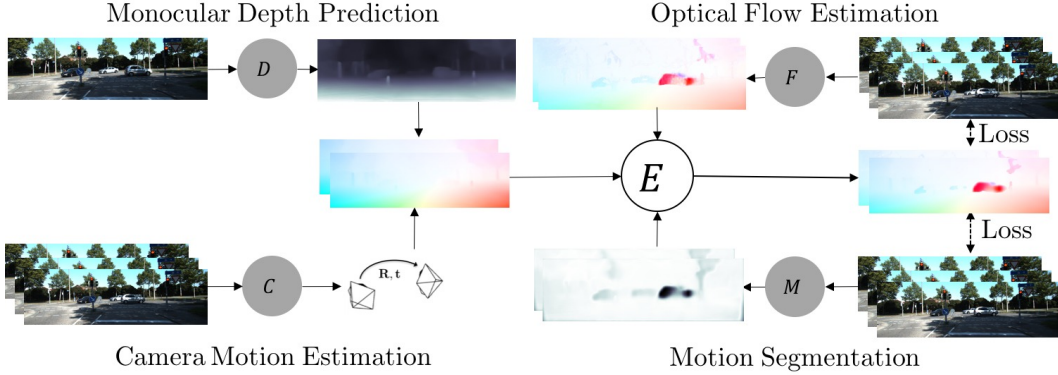 Monocular Depth Prediction
Optical Flow Estimation
D
F
Loss
E
Loss
R, t
C
M
Camera Motion Estimation
Motion Segmentation